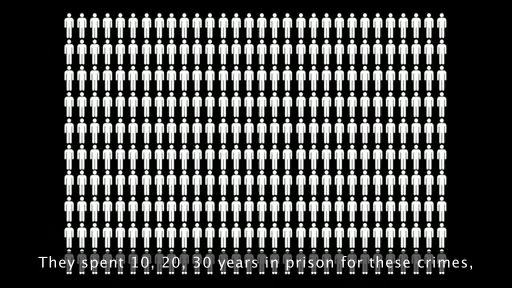 They spent 10, 20, 30 years in prison for these crimes,